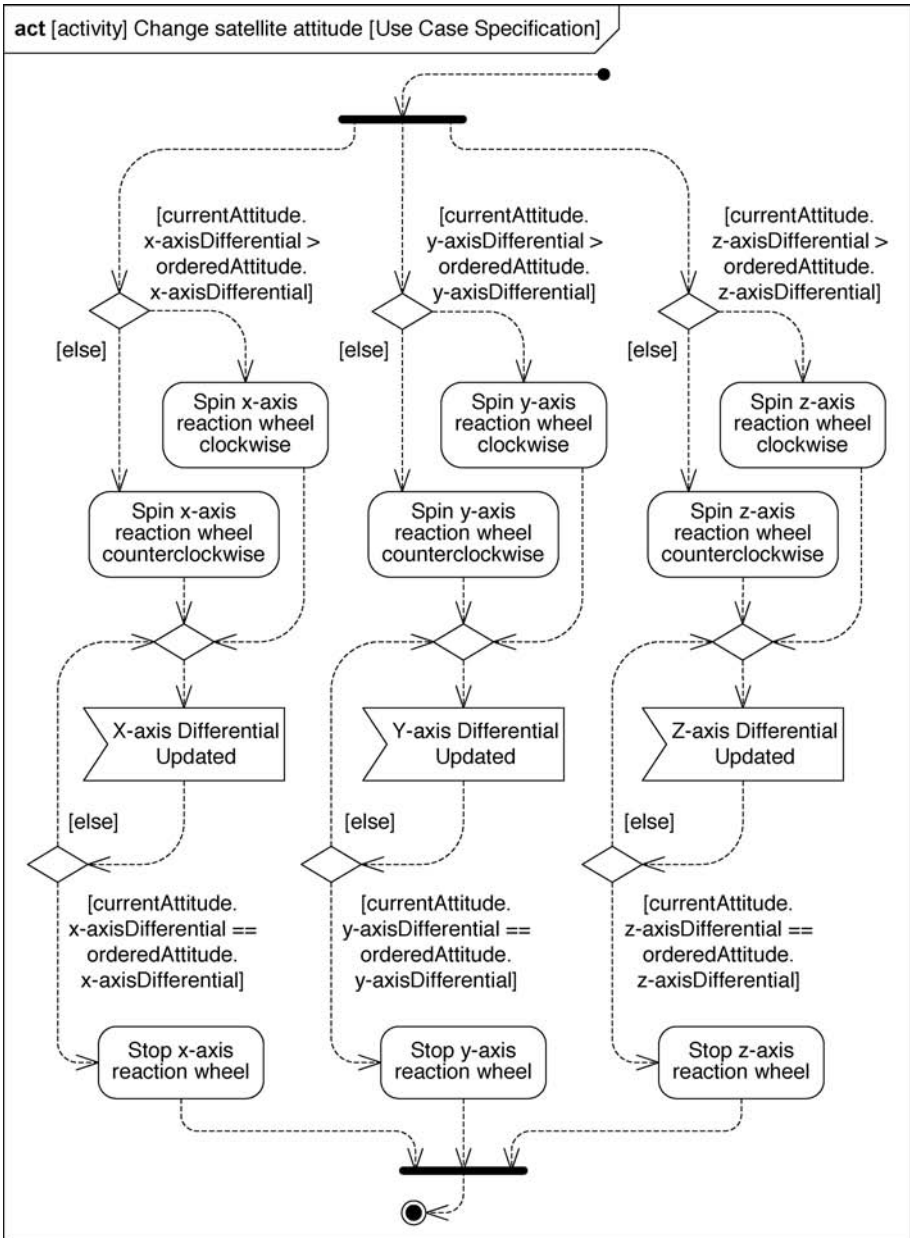 act [activity] Change satellite attitude [Use Case Specification]
[currentAttitude.
x-axisDifferential >
orderedAttitude.
x-axisDifferential]
[currentAttitude.
y-axisDifferential >
orderedAttitude.
y-axisDifferential]
[currentAttitude.
z-axisDifferential >
orderedAttitude.
z-axisDifferential]
[else]
[else]
[else]
Spin x-axis
reaction wheel
clockwise
Spin y-axis
reaction wheel
clockwise
Spin z-axis
reaction wheel
clockwise
Spin x-axis
reaction wheel
counterclockwise
Spin y-axis
reaction wheel
counterclockwise
Spin z-axis
reaction wheel
counterclockwise
X-axis Differential
Updated
Y-axis Differential
Updated
Z-axis Differential
Updated
[else]
[else]
[else]
[currentAttitude.
x-axisDifferential ==
orderedAttitude.
x-axisDifferential]
[currentAttitude.
y-axisDifferential ==
orderedAttitude.
y-axisDifferential]
[currentAttitude.
z-axisDifferential ==
orderedAttitude.
z-axisDifferential]
Stop x-axis
reaction wheel
Stop y-axis
reaction wheel
Stop z-axis
reaction wheel